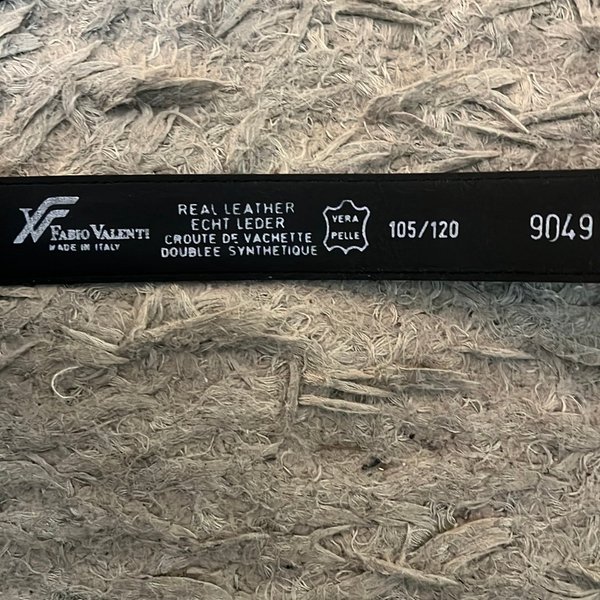 FABIO VALENTI
MADE IN ITALY
REAL LEATHER
ECHT LEDER
CROUTE DE VACHETTE
DOUBLEE SYNTHETIQUE
VERA
PELLE
105/120
9049